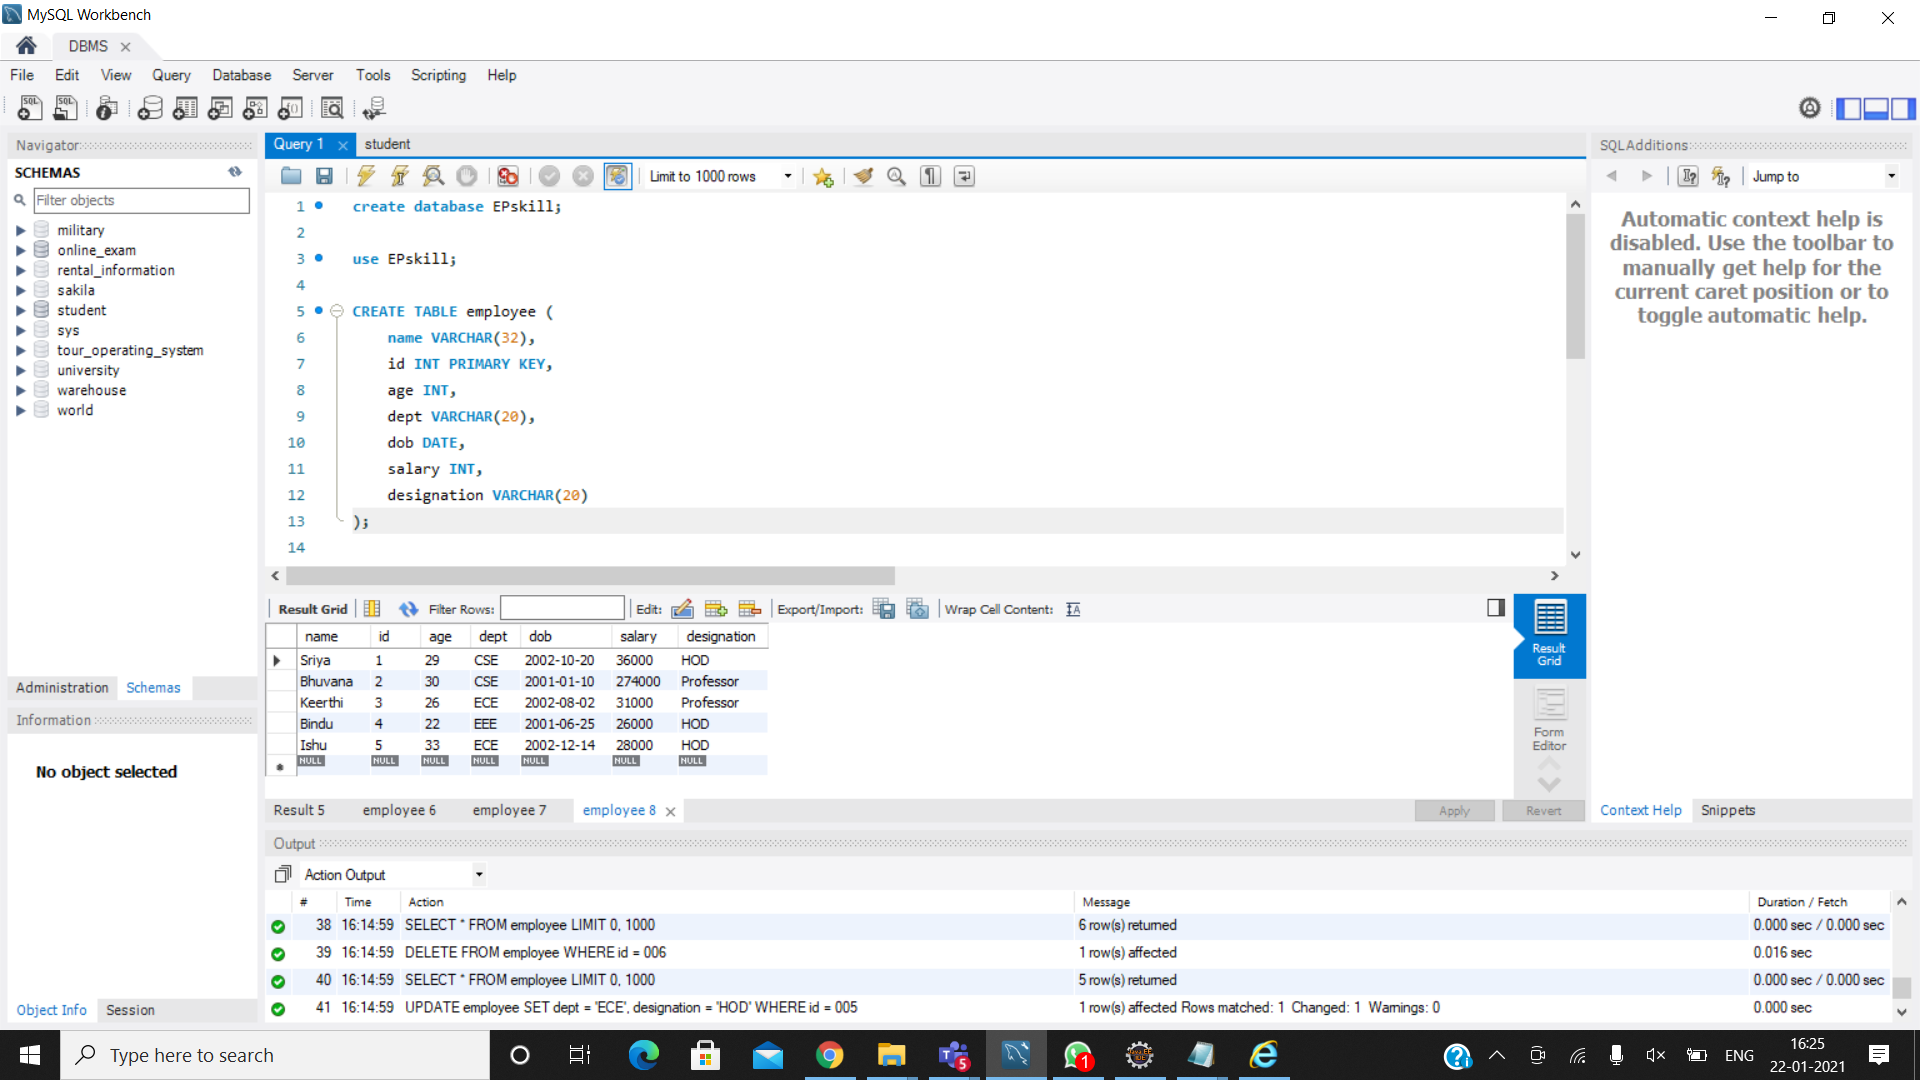 MySQL Workbench
DBMS
File Edit View Query Database Server Tools Scripting Help
Navigator
SCHEMAS
Filter objects
military
online_exam
rental_information
sakila
student
sys
tour_operating_system
university
warehouse
world
Administration Schemas
Information
No object selected
Object Info Session
Query 1 student
Limit to 1000 rows
1 create database EPskill;
2
3 use EPskill;
4
5 CREATE TABLE employee (
6 name VARCHAR(32),
7 id INT PRIMARY KEY,
8 age INT,
9 dept VARCHAR(20),
10 dob DATE,
11 salary INT,
12 designation VARCHAR(20)
13 );
14
Result Grid Filter Rows: Edit: Export/Import: Wrap Cell Content:
name id age dept dob salary designation
Sriya 1 29 CSE 2002-10-20 36000 HOD
Bhuvana 2 30 CSE 2001-01-10 274000 Professor
Keerthi 3 26 ECE 2002-08-02 31000 Professor
Bindu 4 22 EEE 2001-06-25 26000 HOD
Ishu 5 33 ECE 2002-12-14 28000 HOD
NULL NULL NULL NULL NULL NULL NULL
Result Grid
Form Editor
Result 5 employee 6 employee 7 employee 8
Apply Revert
SQLAdditions
Jump to
Automatic context help is
disabled. Use the toolbar to
manually get help for the
current caret position or to
toggle automatic help.
Context Help Snippets
Output
Action Output
# Time Action Message Duration / Fetch
38 16:14:59 SELECT * FROM employee LIMIT 0, 1000 6 row(s) returned 0.000 sec / 0.000 sec
39 16:14:59 DELETE FROM employee WHERE id = 006 1 row(s) affected 0.016 sec
40 16:14:59 SELECT * FROM employee LIMIT 0, 1000 5 row(s) returned 0.000 sec / 0.000 sec
41 16:14:59 UPDATE employee SET dept = 'ECE', designation = 'HOD' WHERE id = 005 1 row(s) affected Rows matched: 1 Changed: 1 Warnings: 0 0.000 sec
Type here to search
5
1
ENG
16:25
22-01-2021